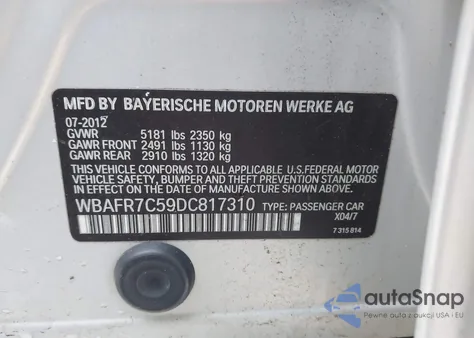 MFD BY BAYERISCHE MOTOREN WERKE AG
07-2012
GVWR 5181 lbs 2350 kg
GAWR FRONT 2491 lbs 1130 kg
GAWR REAR 2910 lbs 1320 kg
THIS VEHICLE CONFORMS TO ALL APPLICABLE U.S.FEDERAL MOTOR
VEHICLE SAFETY, BUMPER, AND THEFT PREVENTION STANDARDS
IN EFFECT ON THE DATE OF MANUFACTURE SHOWN ABOVE.
WBAFR7C59DC817310 TYPE: PASSENGER CAR
X04/7
7 315 814
autoSnap
Pewne auta z aukcji USA i EU